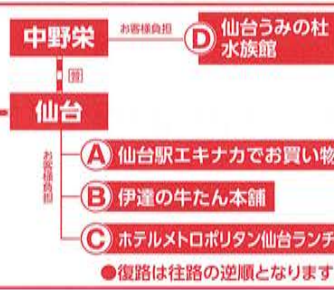 中野栄
お客様負担
D
仙台うみの杜
水族館
仙台
お客様負担
A 仙台駅エキナカでお買い物
B 伊達の牛たん本舗
C ホテルメトロポリタン仙台ランチ
●復路は往路の逆順となります